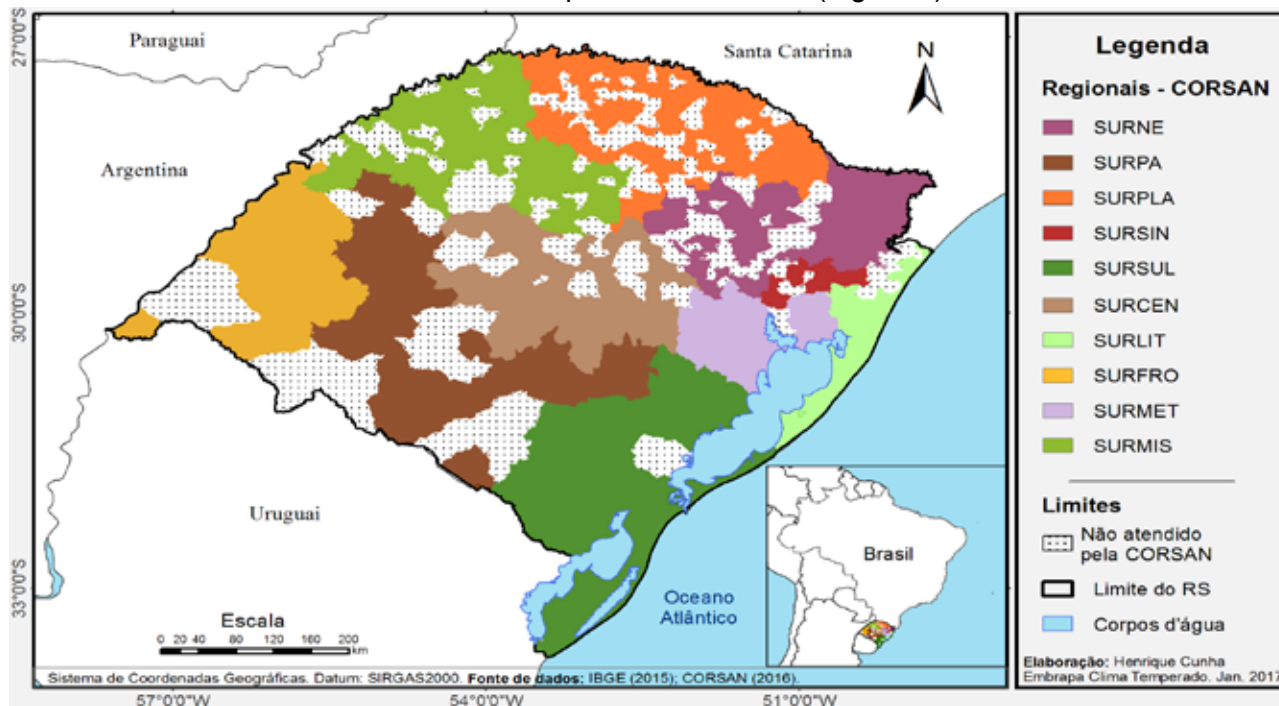 27°0'0"S
30°0'0"S
33°0'0"S
Paraguai
Santa Catarina
N
Argentina
Uruguai
Brasil
Oceano
Atlântico
Escala
0 20 40 80 120 160 200
km
Sistema de Coordenadas Geográficas. Datum: SIRGAS2000. Fonte de dados: IBGE (2015); CORSAN (2016).
57°0'0"W
54°0'0"W
51°0'0"W
Legenda
Regionais - CORSAN
SURNE
SURPA
SURPLA
SURSIN
SURSUL
SURCEN
SURLIT
SURFRO
SURMET
SURMIS
Limites
Não atendido
pela CORSAN
Limite do RS
Corpos d'água
Elaboração: Henrique Cunha
Embrapa Clima Temperado. Jan. 2017